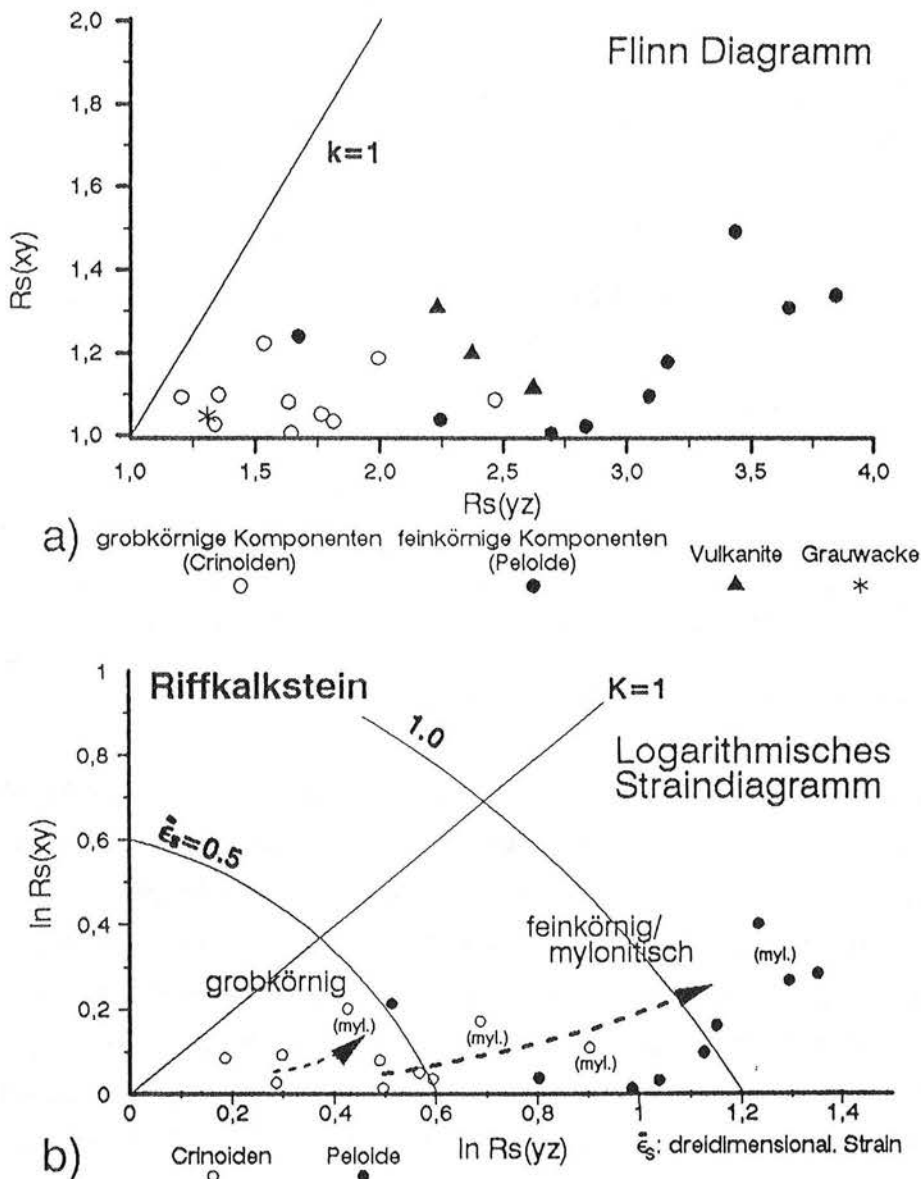 Flinn Diagramm
2,0
1,8
1,6
1,4
1,2
1,0
Rs(xy)
k=1
1,0 1,5 2,0 2,5 3,0 3,5 4,0
Rs(yz)
a)
grobkörnige Komponenten
(Crinoiden)
feinkörnige Komponenten
(Peloide)
Vulkanite
Grauwacke
Riffkalkstein
Logarithmisches
Straindiagramm
1
0,8
0,6
0,4
0,2
0
ln Rs(xy)
K=1
1.0
ε̄s=0.5
grobkörnig
feinkörnig/
mylonitisch
(myl.)
(myl.)
(myl.)
(myl.)
0 0,2 0,4 0,6 0,8 1 1,2 1,4
ln Rs(yz)
ε̄s: dreidimensional. Strain
b)
Crinoiden
Peloide